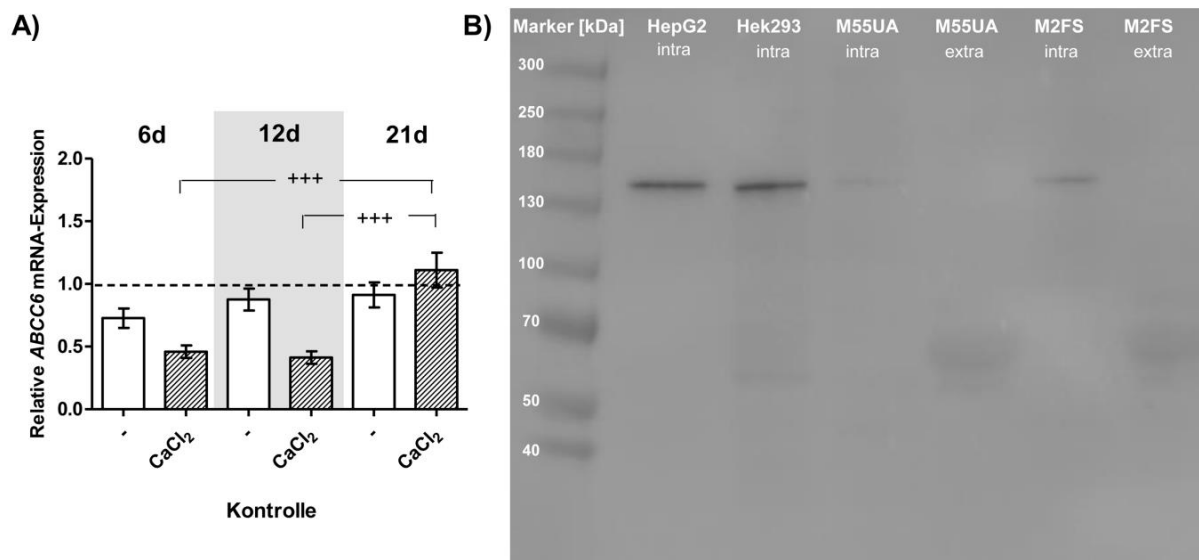 A)
6d 12d 21d
Relative ABCC6 mRNA-Expression
2.0
1.5
1.0
0.5
0.0
+++
+++
- CaCl₂ - CaCl₂ - CaCl₂
Kontrolle
B)
Marker [kDa] HepG2 Hek293 M55UA M55UA M2FS M2FS
intra intra intra extra intra extra
300
250
180
130
100
70
50
40